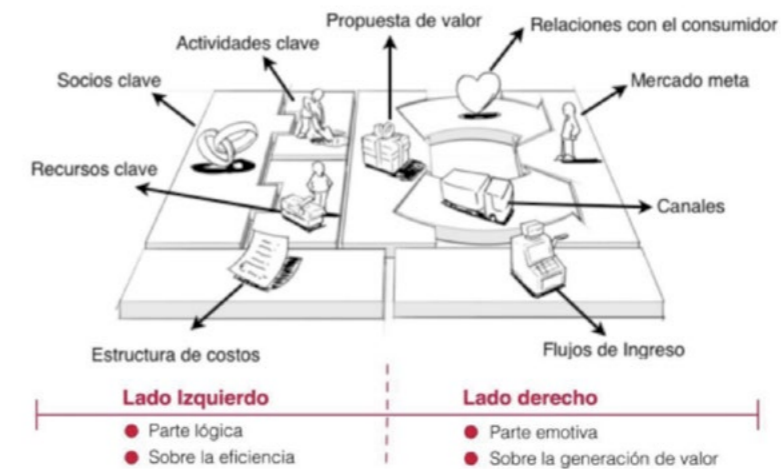 Propuesta de valor
Relaciones con el consumidor
Actividades clave
Socios clave
Mercado meta
Recursos clave
Canales
Estructura de costos
Flujos de Ingreso
Lado Izquierdo
Parte lógica
Sobre la eficiencia
Lado derecho
Parte emotiva
Sobre la generación de valor